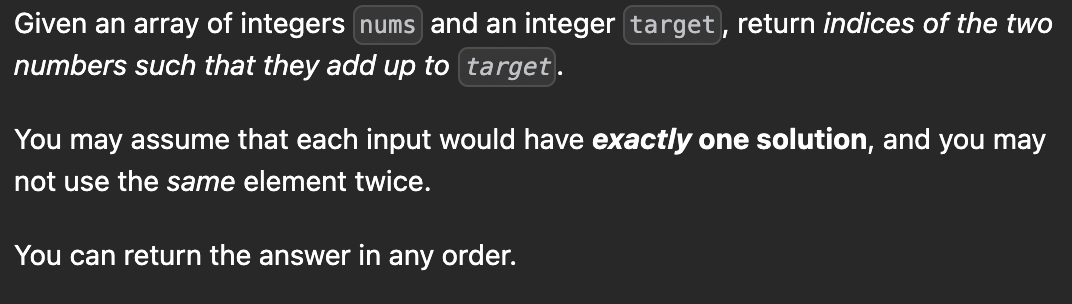 Given an array of integers nums and an integer target, return indices of the two
numbers such that they add up to target.
You may assume that each input would have exactly one solution, and you may
not use the same element twice.
You can return the answer in any order.